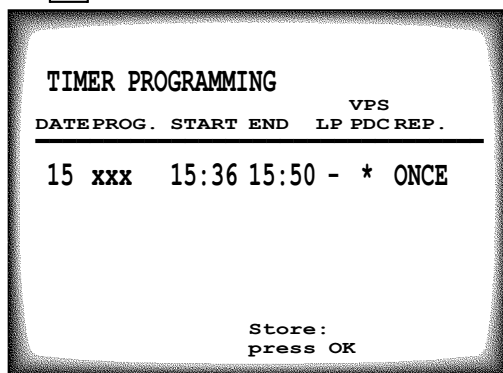 TIMER PROGRAMMING
VPS
DATE PROG. START END LP PDC REP.
15 xxx 15:36 15:50 - * ONCE
Store:
press OK